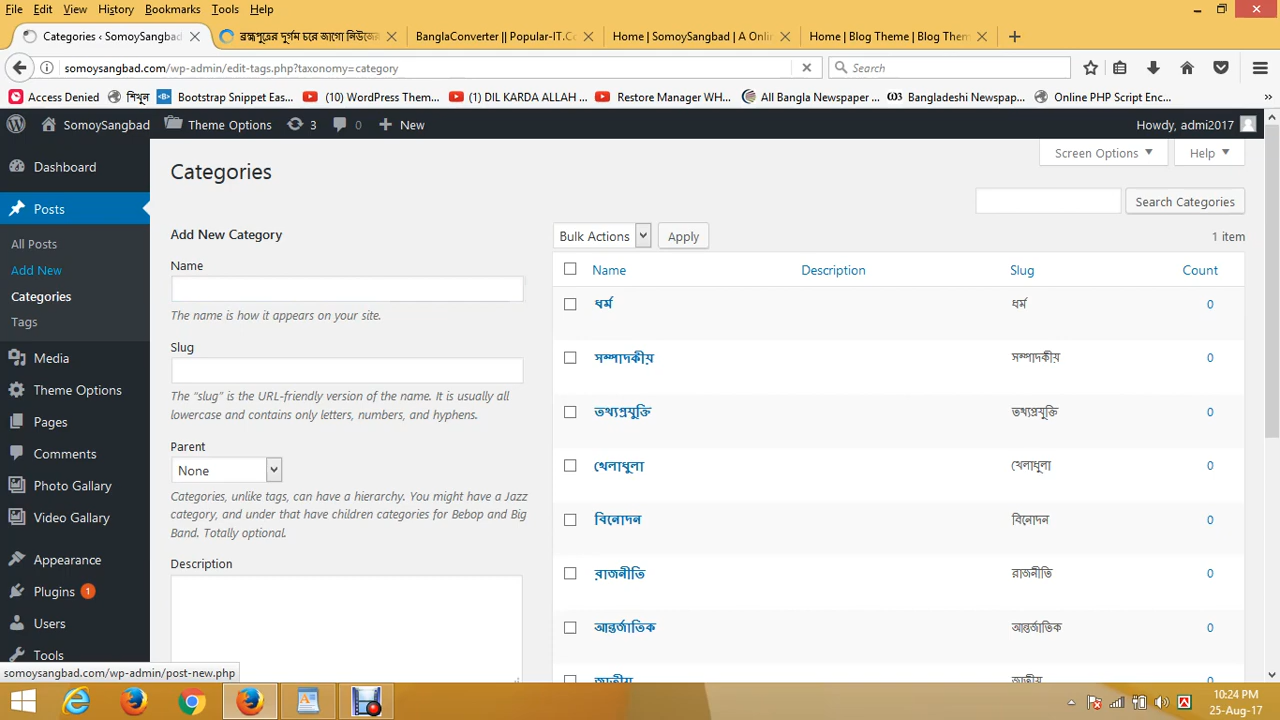 File Edit View History Bookmarks Tools Help
Categories ‹ SomoySangbad
ব্রহ্মপুত্রের দুর্গম চরে জাগো নিউজের
BanglaConverter || Popular-IT.C
Home | SomoySangbad | A Onli
Home | Blog Theme | Blog Them
somoysangbad.com/wp-admin/edit-tags.php?taxonomy=category
Search
Access Denied
Bootstrap Snippet Eas...
(10) WordPress Them...
(1) DIL KARDA ALLAH ...
Restore Manager WH...
All Bangla Newspaper ...
Bangladeshi Newspap...
Online PHP Script Enc...
SomoySangbad Theme Options 3 0 New
Howdy, admi2017
Dashboard
Posts
All Posts
Add New
Categories
Tags
Media
Theme Options
Pages
Comments
Photo Gallery
Video Gallery
Appearance
Plugins 1
Users
Tools
somoysangbad.com/wp-admin/post-new.php
Screen Options Help
Categories
Search Categories
Add New Category
Name
The name is how it appears on your site.
Slug
The “slug” is the URL-friendly version of the name. It is usually all
lowercase and contains only letters, numbers, and hyphens.
Parent
None
Categories, unlike tags, can have a hierarchy. You might have a Jazz
category, and under that have children categories for Bebop and Big
Band. Totally optional.
Description
Bulk Actions Apply 1 item
Name Description Slug Count
ধর্ম ধর্ম 0
সম্পাদকীয় সম্পাদকীয় 0
তথ্যপ্রযুক্তি তথ্যপ্রযুক্তি 0
খেলাধুলা খেলাধুলা 0
বিনোদন বিনোদন 0
রাজনীতি রাজনীতি 0
আন্তর্জাতিক আন্তর্জাতিক 0
জাতীয় 0
10:24 PM
25-Aug-17